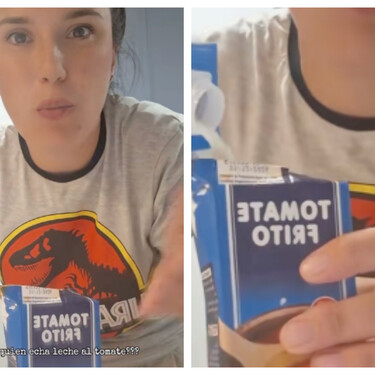 TOMATE
FRITO
quien echa leche al tomate???
TOMATE
FRITO